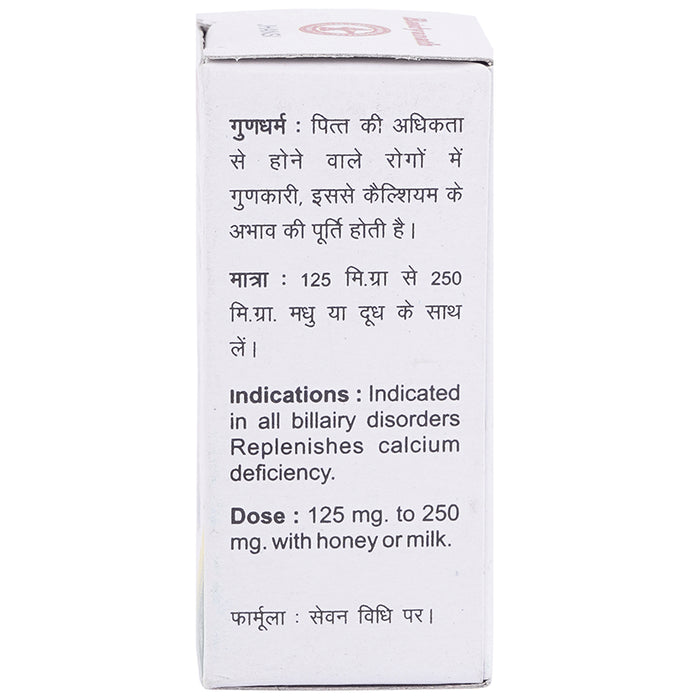 Baidyanath
गुणधर्म : पित्त की अधिकता
से होने वाले रोगों में
गुणकारी, इससे कैल्शियम के
अभाव की पूर्ति होती है।
मात्रा : 125 मि.ग्रा से 250
मि.ग्रा. मधु या दूध के साथ
लें।
Indications : Indicated
in all billairy disorders
Replenishes calcium
deficiency.
Dose : 125 mg. to 250
mg. with honey or milk.
फार्मूला : सेवन विधि पर।